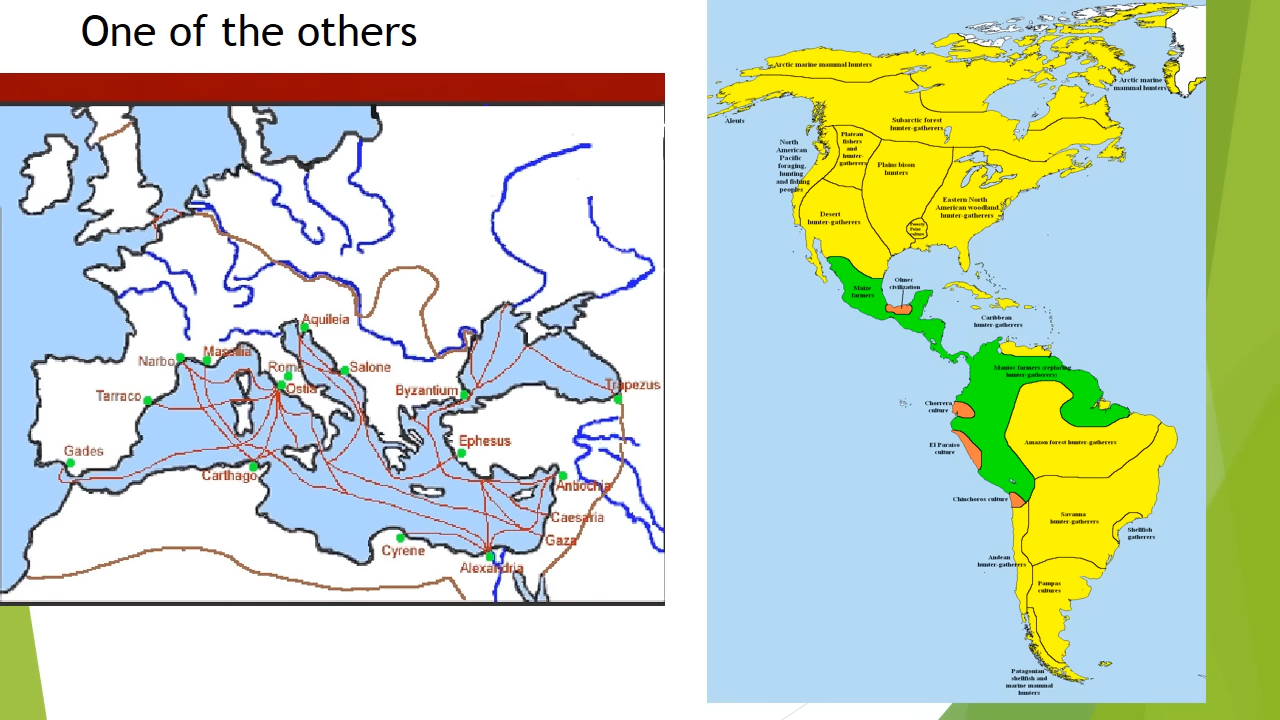 One of the others
Aquileia
Narbo
Massilia
Rome
Salone
Ostia
Tarraco
Byzantium
Trapezus
Gades
Ephesus
Carthago
Antiochia
Caesaria
Gaza
Cyrene
Alexandria
Arctic marine mammal hunters
Arctic marine
mammal hunters
Aleuts
Subarctic forest
hunter-gatherers
North
American
Pacific
foraging,
hunting
and fishing
peoples
Plateau
fishers
and
hunter-
gatherers
Plains bison
hunters
Eastern North
American woodland
hunter-gatherers
Desert
hunter-gatherers
Poverty
Point
culture
Maize
farmers
Olmec
civilization
Caribbean
hunter-gatherers
Manioc farmers (replacing
hunter-gatherers)
Chorrera
culture
El Paraiso
culture
Amazon forest hunter-gatherers
Chinchoros culture
Savanna
hunter-gatherers
Shellfish
gatherers
Andean
hunter-gatherers
Pampas
cultures
Patagonian
shellfish and
marine mammal
hunters